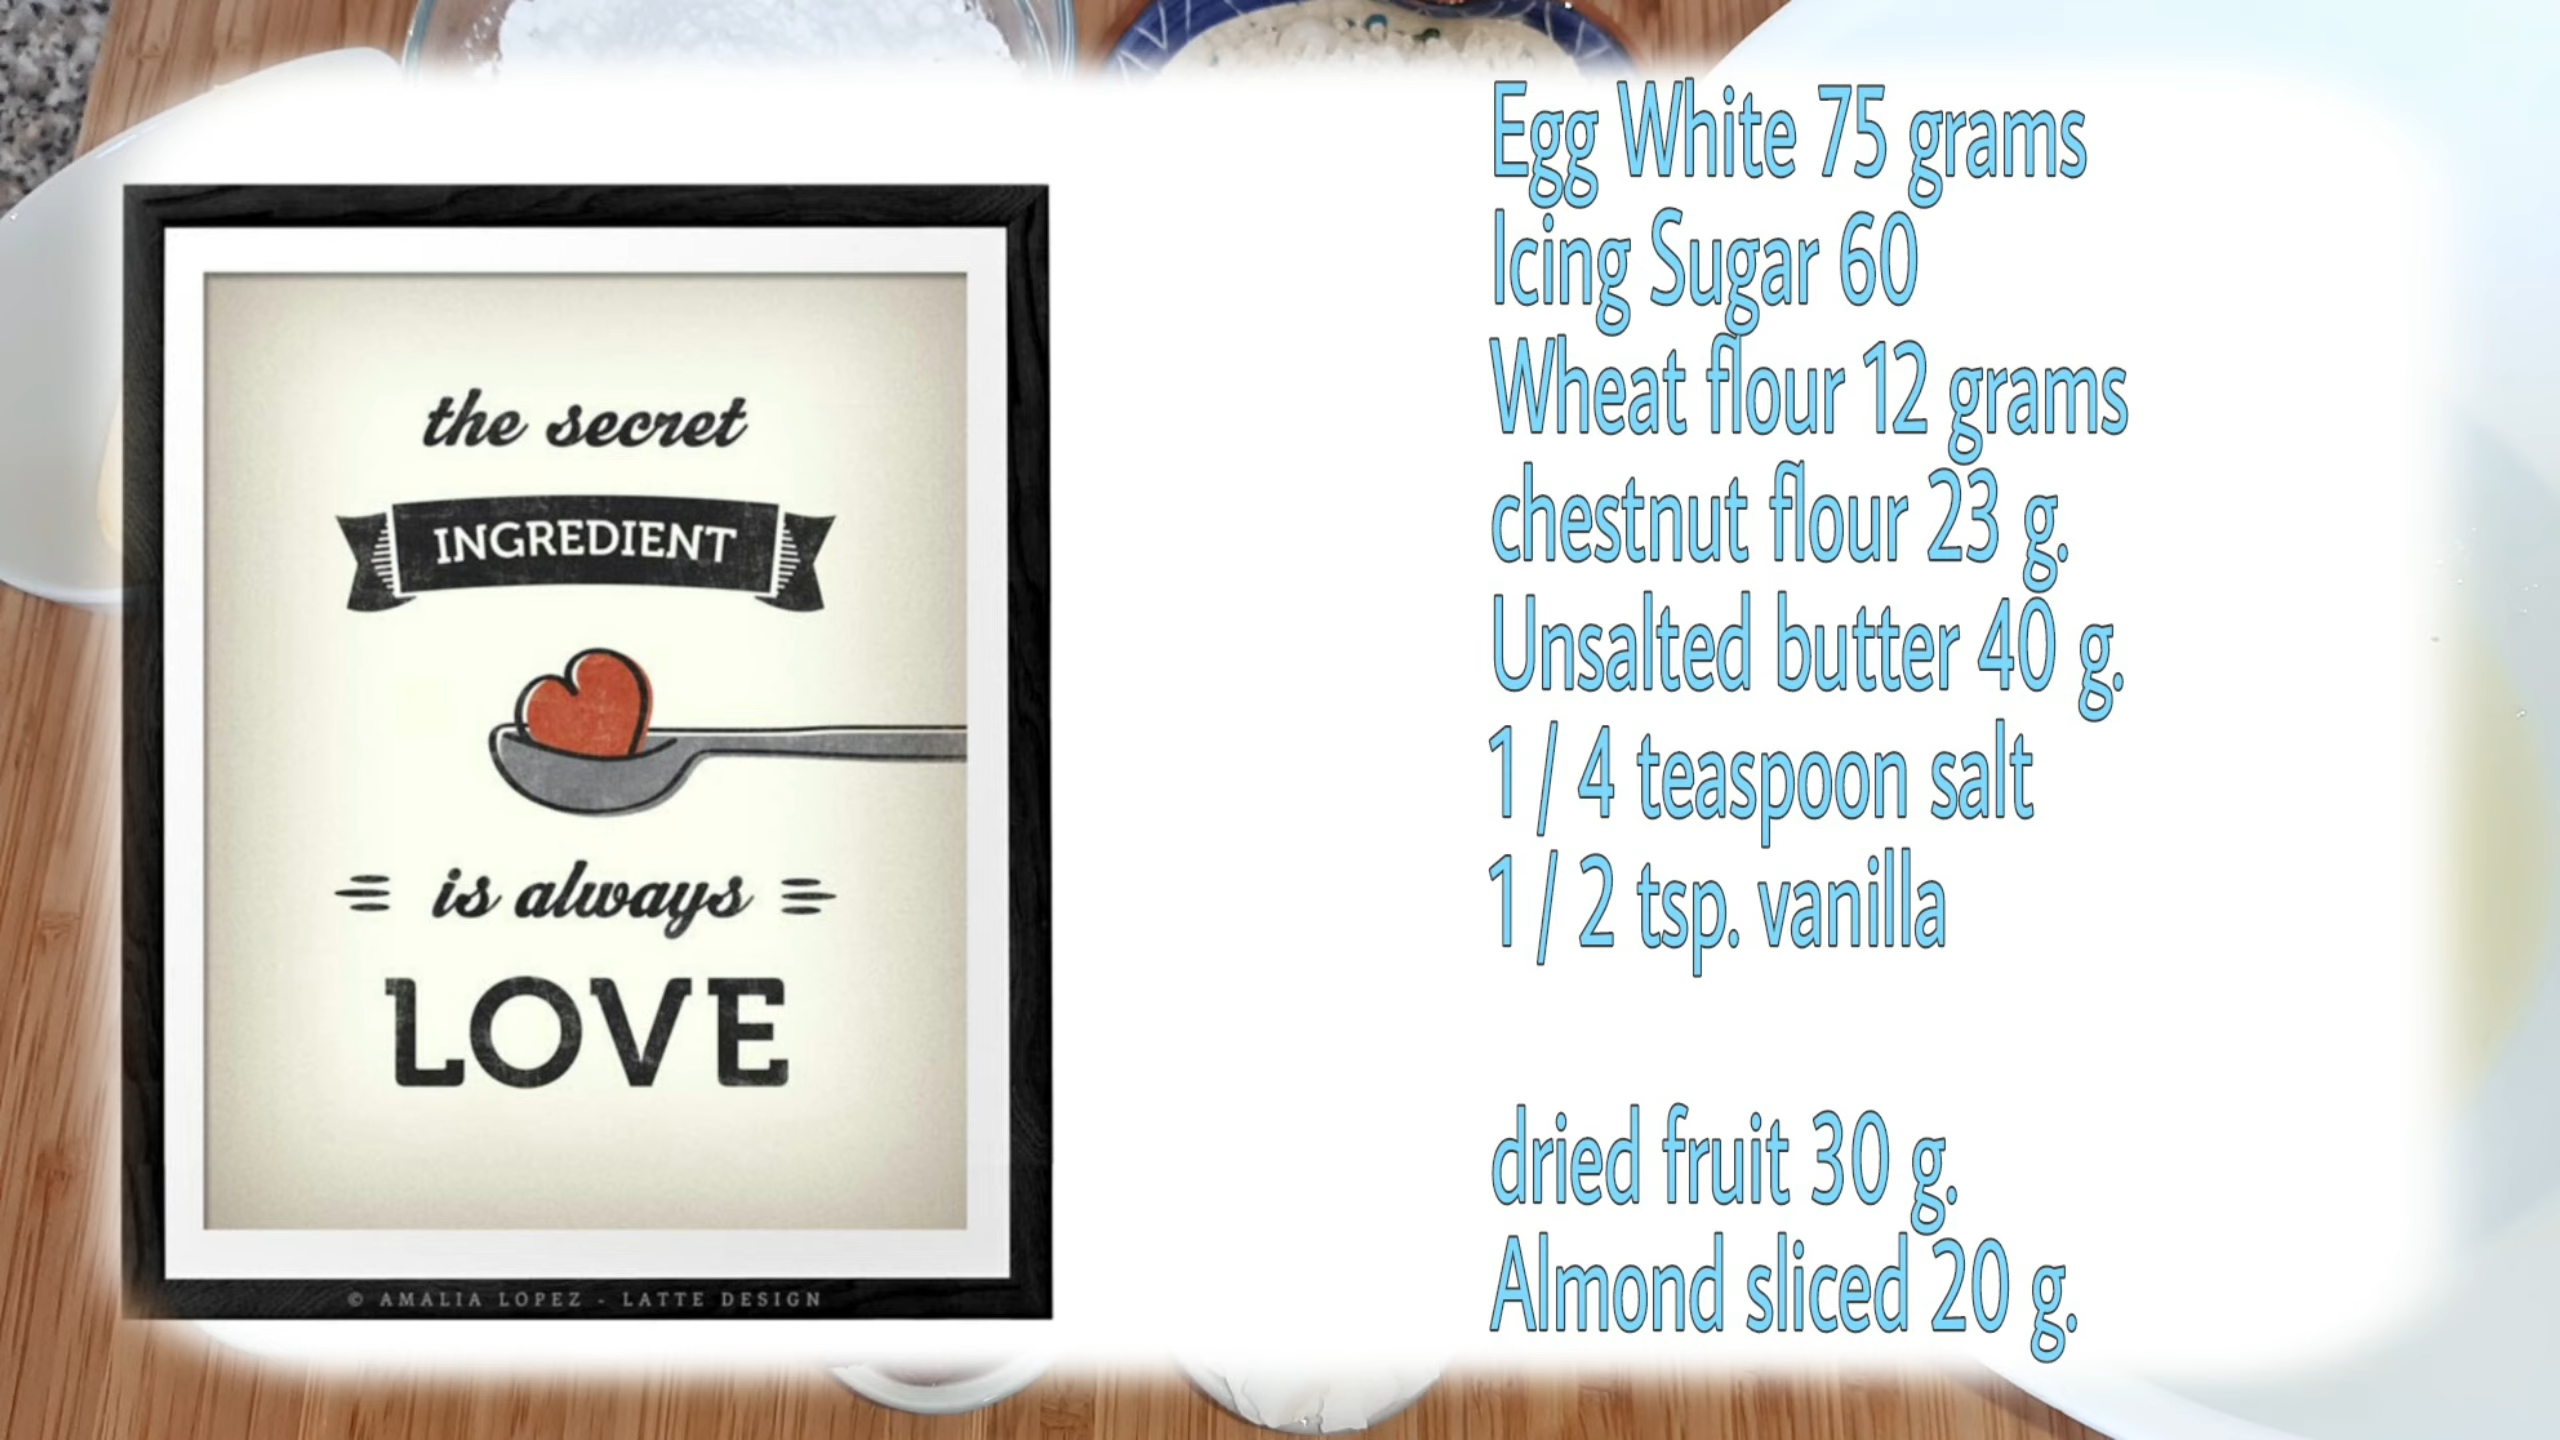 the secret
INGREDIENT
is always
LOVE
© AMALIA LOPEZ - LATTE DESIGN
Egg White 75 grams
Icing Sugar 60
Wheat flour 12 grams
chestnut flour 23 g.
Unsalted butter 40 g.
1 / 4 teaspoon salt
1 / 2 tsp. vanilla
dried fruit 30 g.
Almond sliced 20 g.